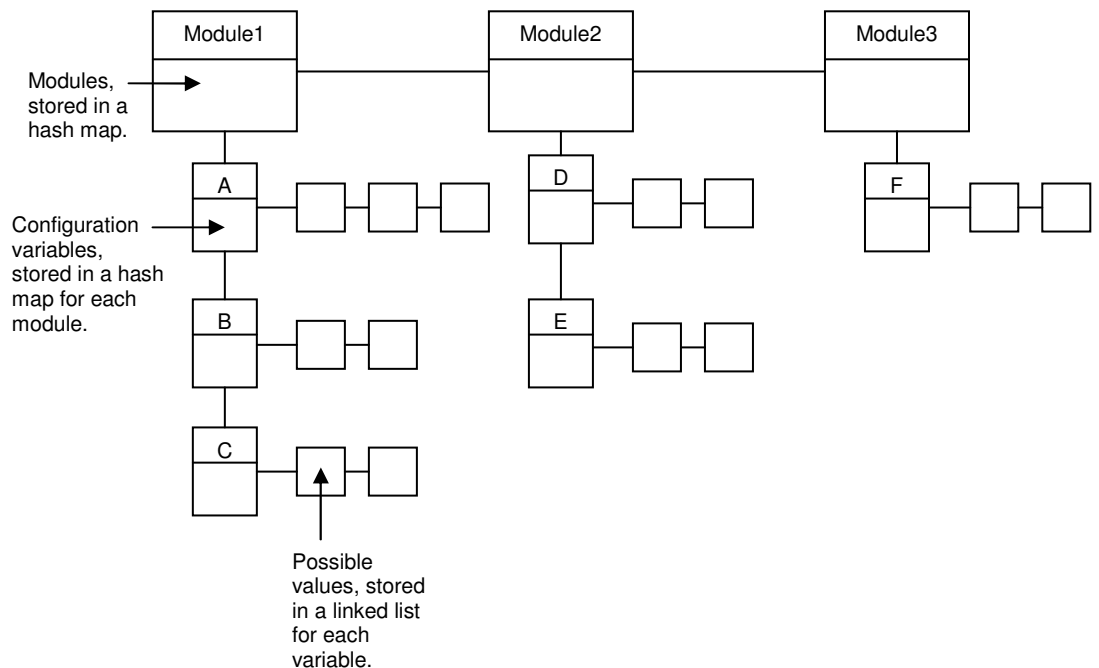 Module1
Module2
Module3
Modules,
stored in a
hash map.
A
D
F
Configuration
variables,
stored in a hash
map for each
module.
B
E
C
Possible
values, stored
in a linked list
for each
variable.